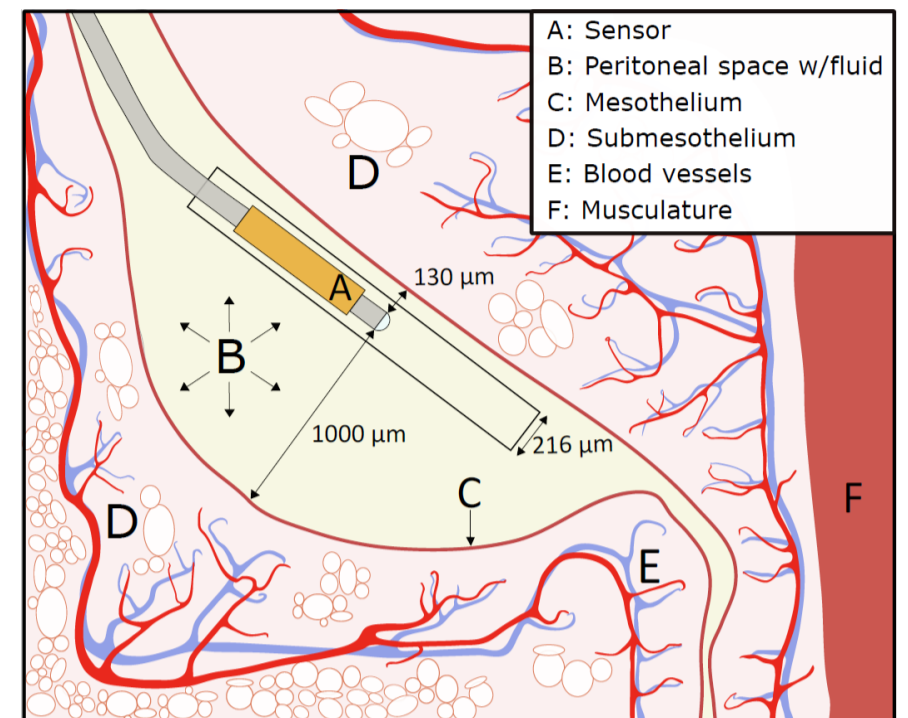 A: Sensor
B: Peritoneal space w/fluid
C: Mesothelium
D: Submesothelium
E: Blood vessels
F: Musculature
D
A
130 μm
B
1000 μm
216 μm
C
F
D
E